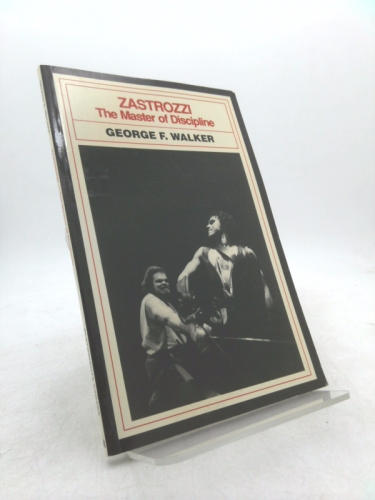 ZASTROZZI
The Master of Discipline
GEORGE F. WALKER